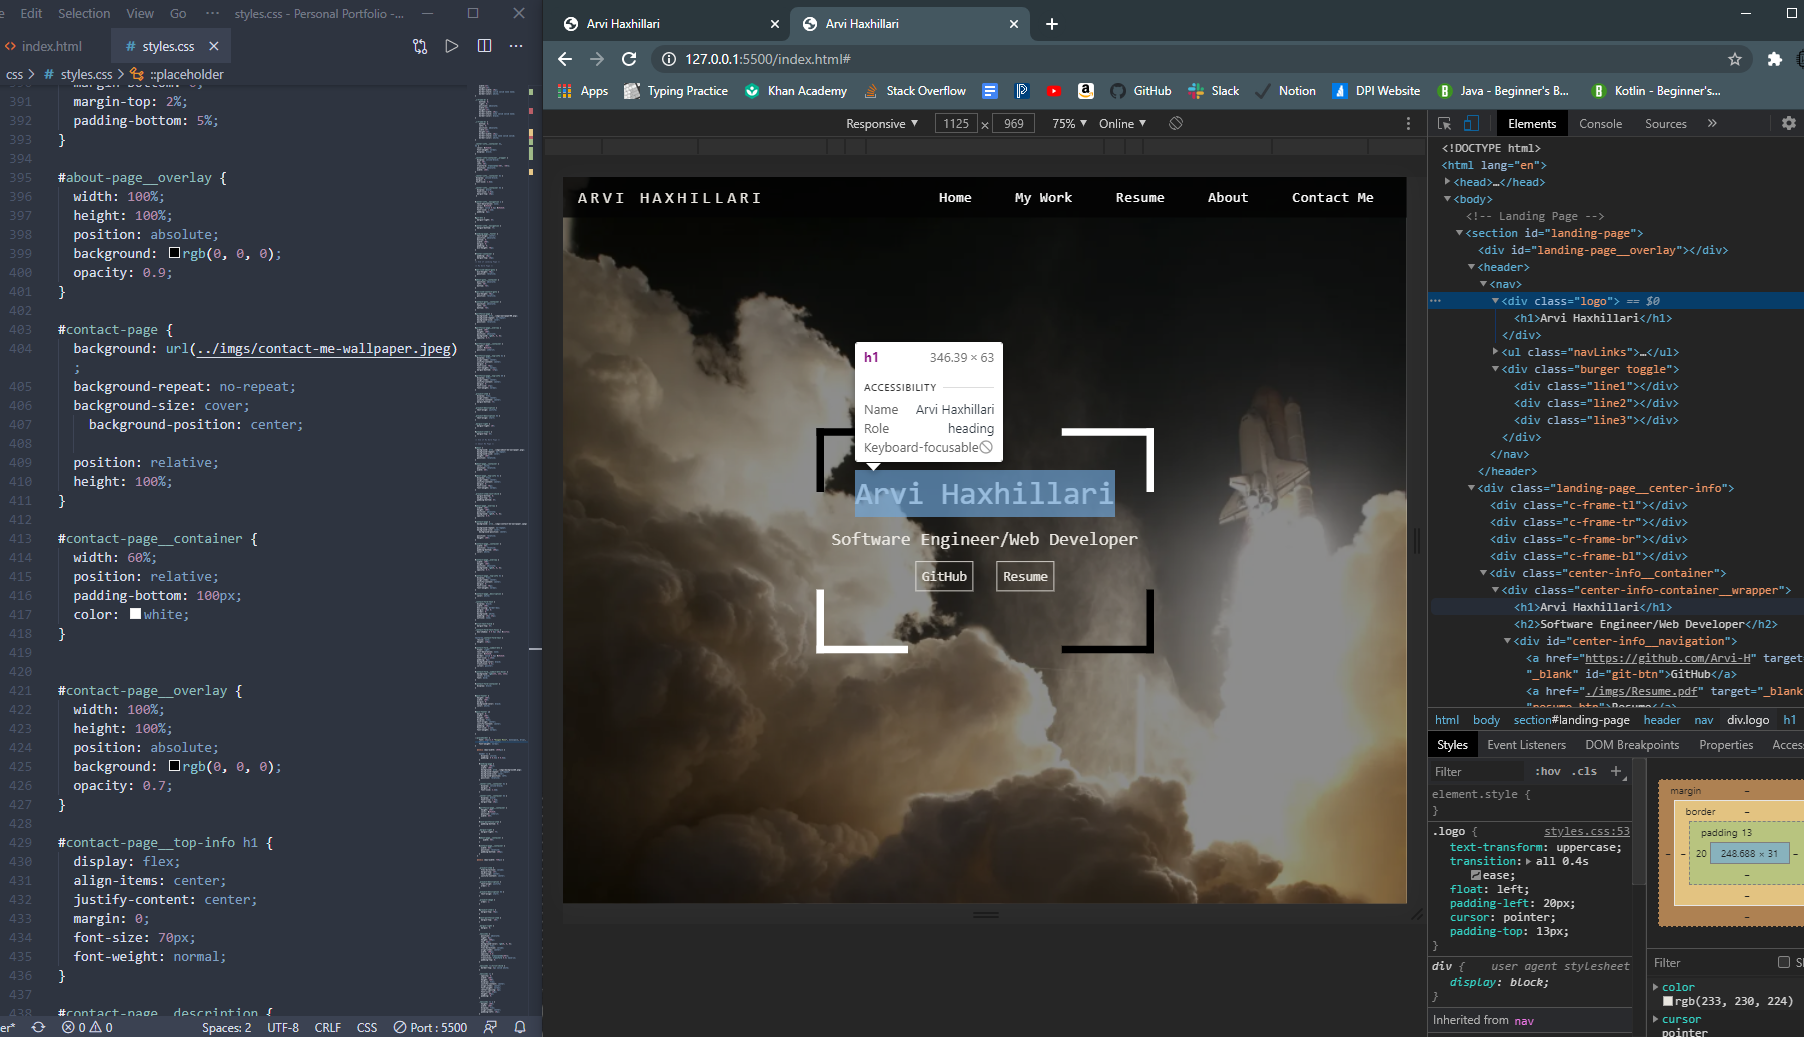 Edit Selection View Go ··· styles.css - Personal Portfolio -...
index.html
# styles.css
css > # styles.css > ::placeholder
391 margin-top: 2%;
392 padding-bottom: 5%;
393 }
394
395 #about-page__overlay {
396 width: 100%;
397 height: 100%;
398 position: absolute;
399 background: rgb(0, 0, 0);
400 opacity: 0.9;
401 }
402
403 #contact-page {
404 background: url(../imgs/contact-me-wallpaper.jpeg)
;
405 background-repeat: no-repeat;
406 background-size: cover;
407 background-position: center;
408
409 position: relative;
410 height: 100%;
411 }
412
413 #contact-page__container {
414 width: 60%;
415 position: relative;
416 padding-bottom: 100px;
417 color: white;
418 }
419
420
421 #contact-page__overlay {
422 width: 100%;
423 height: 100%;
424 position: absolute;
425 background: rgb(0, 0, 0);
426 opacity: 0.7;
427 }
428
429 #contact-page__top-info h1 {
430 display: flex;
431 align-items: center;
432 justify-content: center;
433 margin: 0;
434 font-size: 70px;
435 font-weight: normal;
436 }
437
438 #contact-page__description {
er* 0 0 Spaces: 2 UTF-8 CRLF CSS Port : 5500
Arvi Haxhillari
Arvi Haxhillari
127.0.0.1:5500/index.html#
Apps Typing Practice Khan Academy Stack Overflow GitHub Slack Notion DPI Website Java - Beginner's B... Kotlin - Beginner's...
Responsive 1125 × 969 75% Online
ARVI HAXHILLARI Home My Work Resume About Contact Me
h1 346.39 × 63
ACCESSIBILITY
Name Arvi Haxhillari
Role heading
Keyboard-focusable
Arvi Haxhillari
Software Engineer/Web Developer
GitHub Resume
Elements Console Sources »
<!DOCTYPE html>
<html lang="en">
<head>…</head>
<body>
<!-- Landing Page -->
<section id="landing-page">
<div id="landing-page__overlay"></div>
<header>
<nav>
<div class="logo"> == $0
<h1>Arvi Haxhillari</h1>
</div>
<ul class="navLinks">…</ul>
<div class="burger toggle">
<div class="line1"></div>
<div class="line2"></div>
<div class="line3"></div>
</div>
</nav>
</header>
<div class="landing-page__center-info">
<div class="c-frame-tl"></div>
<div class="c-frame-tr"></div>
<div class="c-frame-br"></div>
<div class="c-frame-bl"></div>
<div class="center-info__container">
<div class="center-info-container__wrapper">
<h1>Arvi Haxhillari</h1>
<h2>Software Engineer/Web Developer</h2>
<div id="center-info__navigation">
<a href="https://github.com/Arvi-H" target=
"_blank" id="git-btn">GitHub</a>
<a href="./imgs/Resume.pdf" target="_blank
html body section#landing-page header nav div.logo h1
Styles Event Listeners DOM Breakpoints Properties Access
Filter :hov .cls +
element.style {
}
.logo { styles.css:53
text-transform: uppercase;
transition: all 0.4s
ease;
float: left;
padding-left: 20px;
cursor: pointer;
padding-top: 13px;
}
div { user agent stylesheet
display: block;
}
Inherited from nav
margin –
border –
padding 13
– – 20 248.688 × 31 –
–
–
–
Filter
color
rgb(233, 230, 224)
cursor
pointer